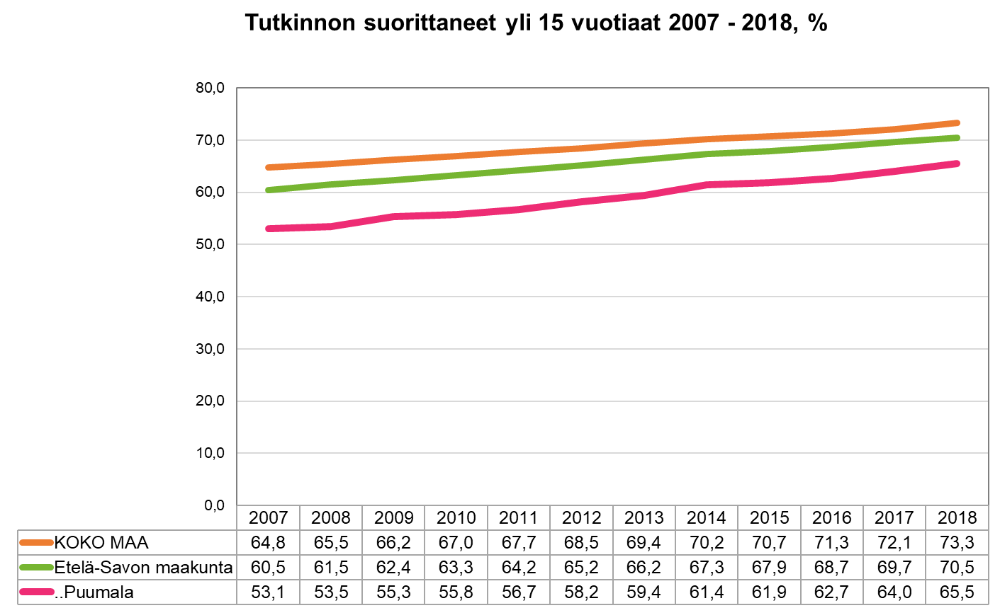 Tutkinnon suorittaneet yli 15 vuotiaat 2007 - 2018, %
80,0
70,0
60,0
50,0
40,0
30,0
20,0
10,0
0,0
2007 2008 2009 2010 2011 2012 2013 2014 2015 2016 2017 2018
KOKO MAA 64,8 65,5 66,2 67,0 67,7 68,5 69,4 70,2 70,7 71,3 72,1 73,3
Etelä-Savon maakunta 60,5 61,5 62,4 63,3 64,2 65,2 66,2 67,3 67,9 68,7 69,7 70,5
..Puumala 53,1 53,5 55,3 55,8 56,7 58,2 59,4 61,4 61,9 62,7 64,0 65,5